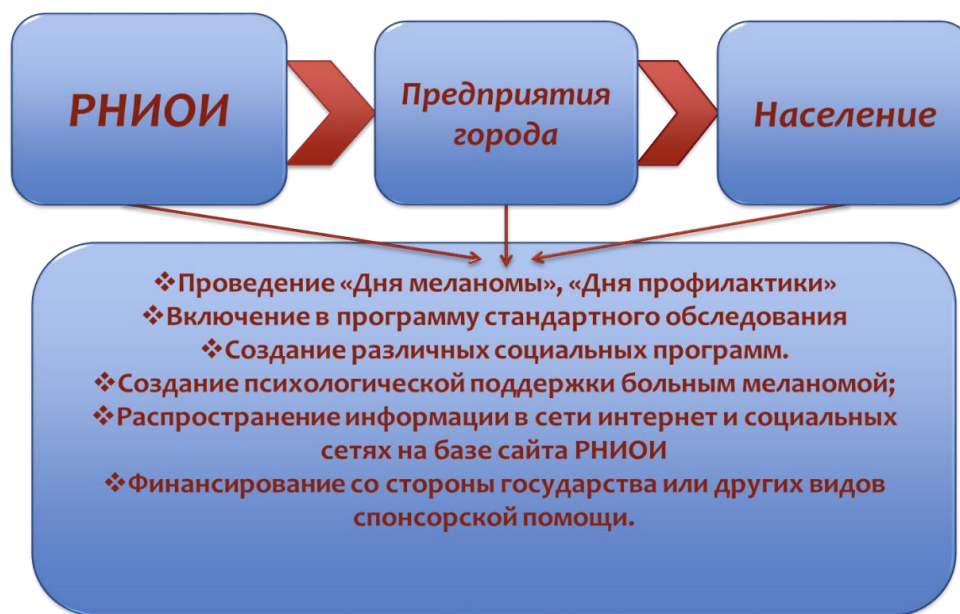 РНИОИ
Предприятия
города
Население
❖Проведение «Дня меланомы», «Дня профилактики»
❖Включение в программу стандартного обследования
❖Создание различных социальных программ.
❖Создание психологической поддержки больным меланомой;
❖Распространение информации в сети интернет и социальных
сетях на базе сайта РНИОИ
❖Финансирование со стороны государства или других видов
спонсорской помощи.